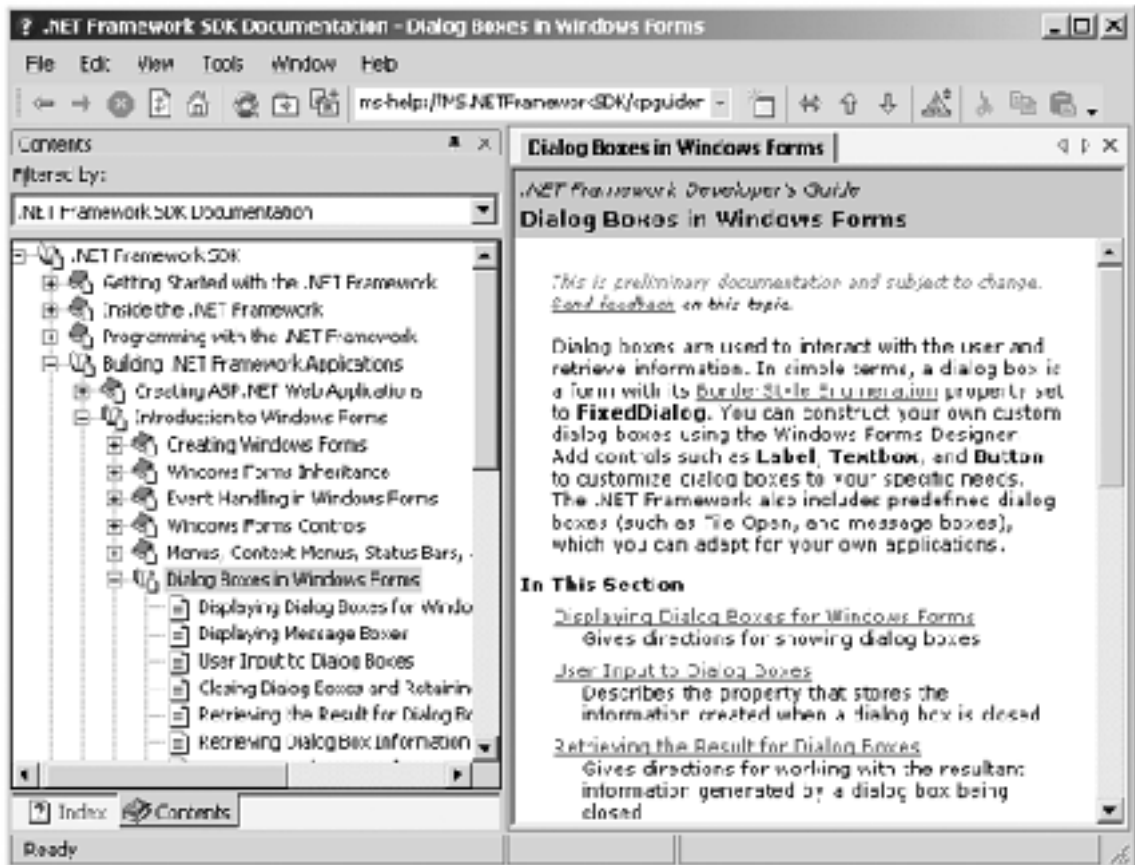 .NET Framework SDK Documentation - Dialog Boxes in Windows Forms
File Edit View Tools Window Help
ms-help://MS.NETFrameworkSDK/cpguiden
Contents
Filtered by:
.NET Framework SDK Documentation
.NET Framework SDK
Getting Started with the .NET Framework
Inside the .NET Framework
Programming with the .NET Framework
Building .NET Framework Applications
Creating ASP.NET Web Applications
Introduction to Windows Forms
Creating Windows Forms
Windows Forms Inheritance
Event Handling in Windows Forms
Windows Forms Controls
Menus, Context Menus, Status Bars,
Dialog Boxes in Windows Forms
Displaying Dialog Boxes for Windo
Displaying Message Boxes
User Input to Dialog Boxes
Closing Dialog Boxes and Retainin
Retrieving the Result for Dialog Bo
Retrieving Dialog Box Information
Index Contents
Dialog Boxes in Windows Forms
.NET Framework Developer's Guide
Dialog Boxes in Windows Forms
This is preliminary documentation and subject to change.
Send feedback on this topic.
Dialog boxes are used to interact with the user and
retrieve information. In simple terms, a dialog box is
a form with its BorderStyle Enumeration property set
to FixedDialog. You can construct your own custom
dialog boxes using the Windows Forms Designer
Add controls such as Label, Textbox, and Button
to customize dialog boxes to your specific needs.
The .NET Framework also includes predefined dialog
boxes (such as File Open, and message boxes),
which you can adapt for your own applications.
In This Section
Displaying Dialog Boxes for Windows Forms
Gives directions for showing dialog boxes
User Input to Dialog Boxes
Describes the property that stores the
information created when a dialog box is closed
Retrieving the Result for Dialog Boxes
Gives directions for working with the resultant
information generated by a dialog box being
closed
Ready